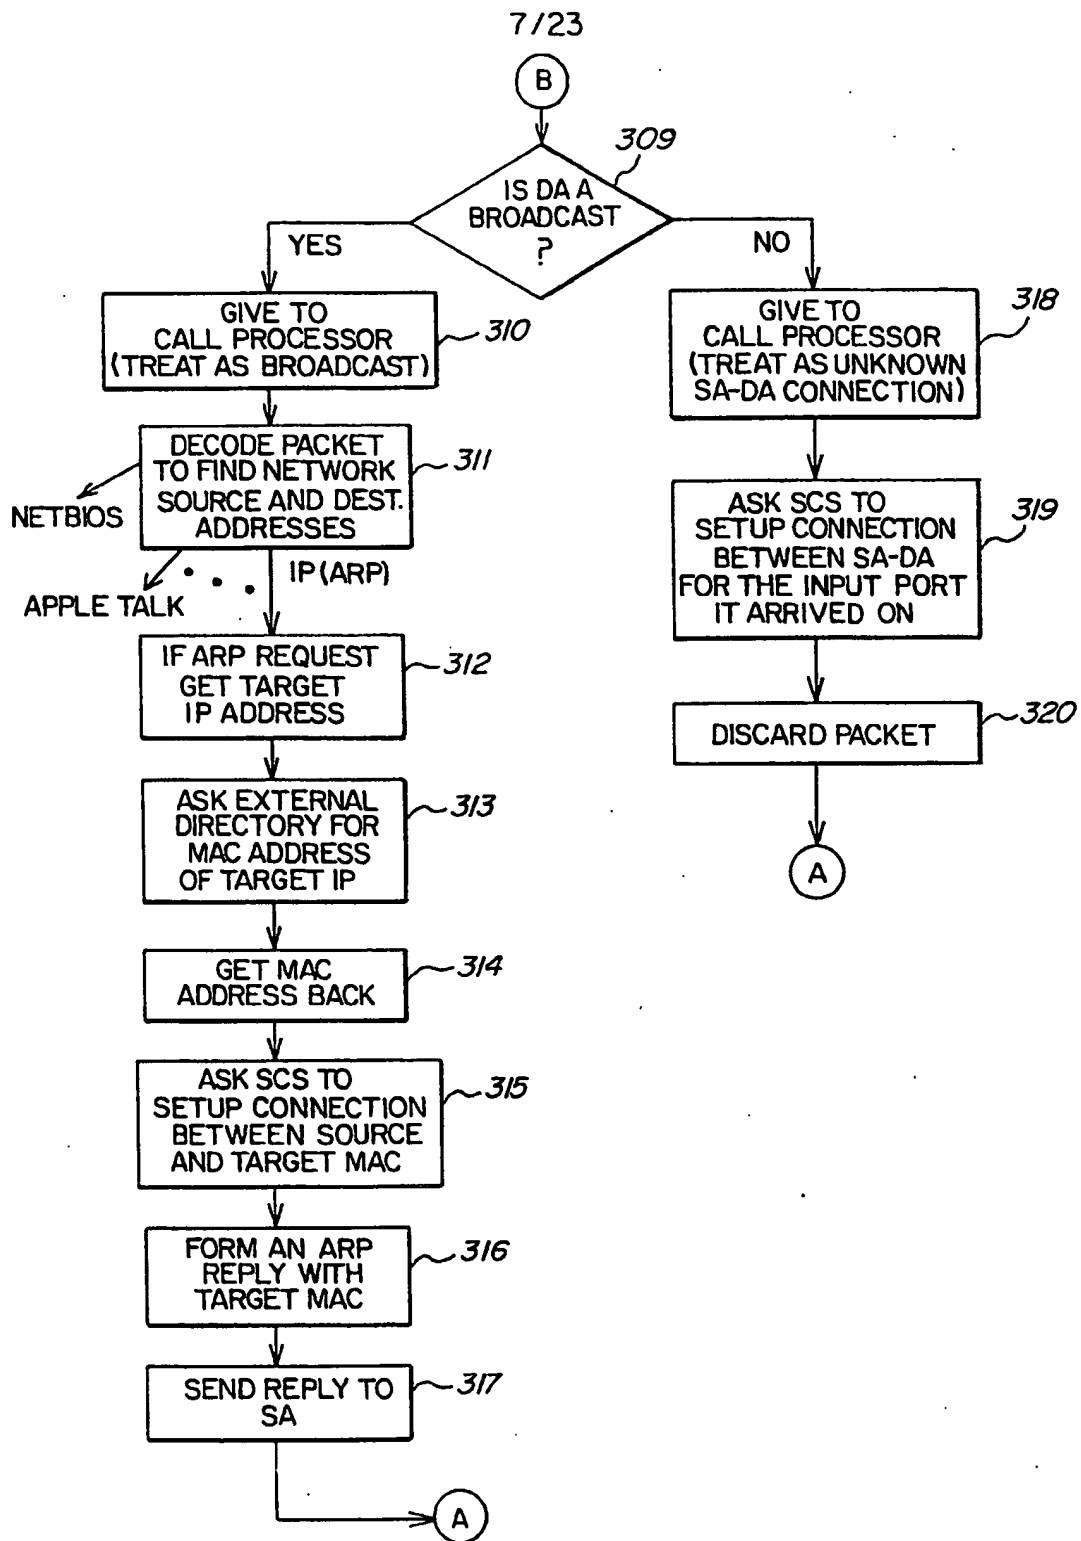 7/23
B
309
IS DA A
BROADCAST
?
YES
NO
GIVE TO
CALL PROCESSOR
(TREAT AS BROADCAST)
310
DECODE PACKET
TO FIND NETWORK
SOURCE AND DEST.
ADDRESSES
311
NETBIOS
APPLE TALK
IP (ARP)
IF ARP REQUEST
GET TARGET
IP ADDRESS
312
ASK EXTERNAL
DIRECTORY FOR
MAC ADDRESS
OF TARGET IP
313
GET MAC
ADDRESS BACK
314
ASK SCS TO
SETUP CONNECTION
BETWEEN SOURCE
AND TARGET MAC
315
FORM AN ARP
REPLY WITH
TARGET MAC
316
SEND REPLY TO
SA
317
A
GIVE TO
CALL PROCESSOR
(TREAT AS UNKNOWN
SA-DA CONNECTION)
318
ASK SCS TO
SETUP CONNECTION
BETWEEN SA-DA
FOR THE INPUT PORT
IT ARRIVED ON
319
DISCARD PACKET
320
A